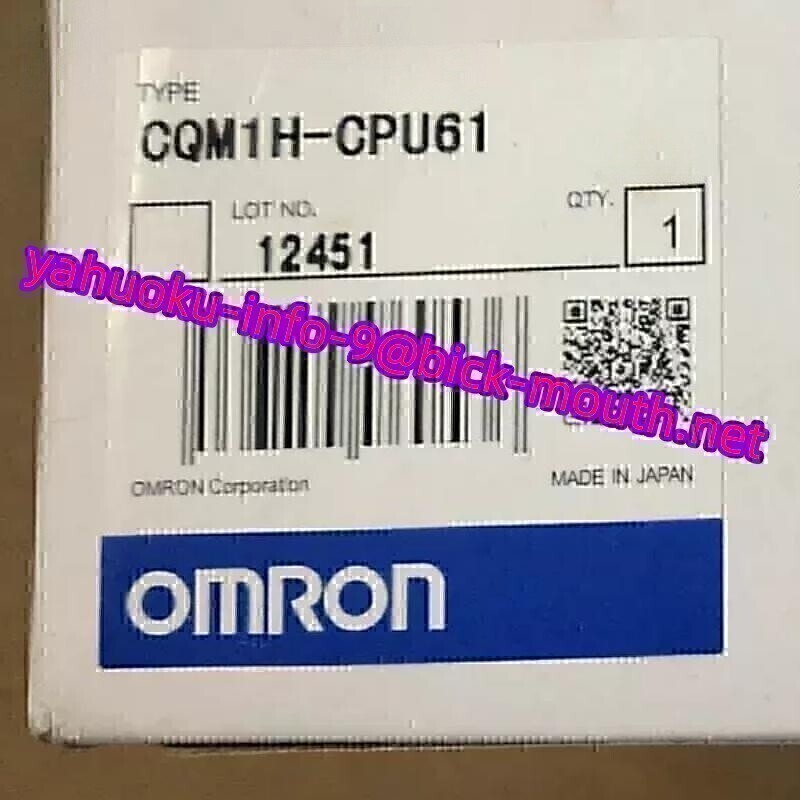 TYPE
CQM1H-CPU61
LOT NO.
QTY.
12451
1
yahuoku-info-9@bick-mouth.net
OMRON Corporation
MADE IN JAPAN
OMRON